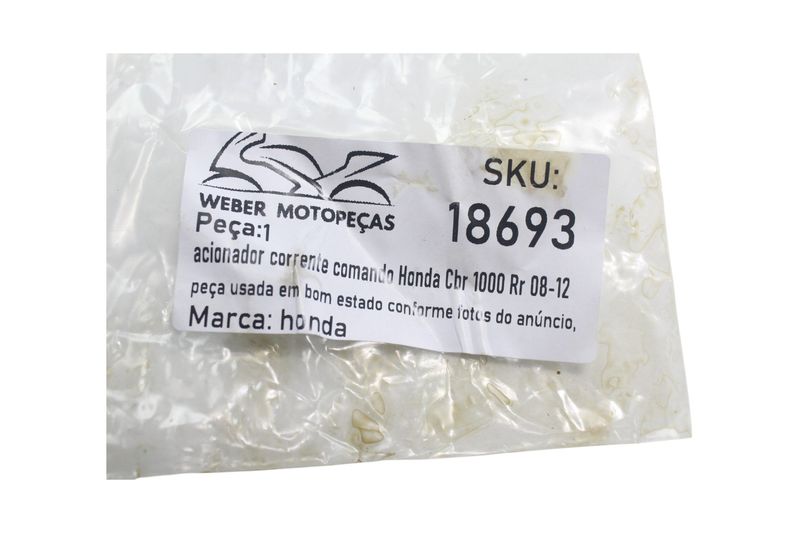 WEBER MOTOPEÇAS
SKU:
18693
Peça:1
acionador corrente comando Honda Cbr 1000 Rr 08-12
peça usada em bom estado conforme fotos do anúncio,
Marca: honda